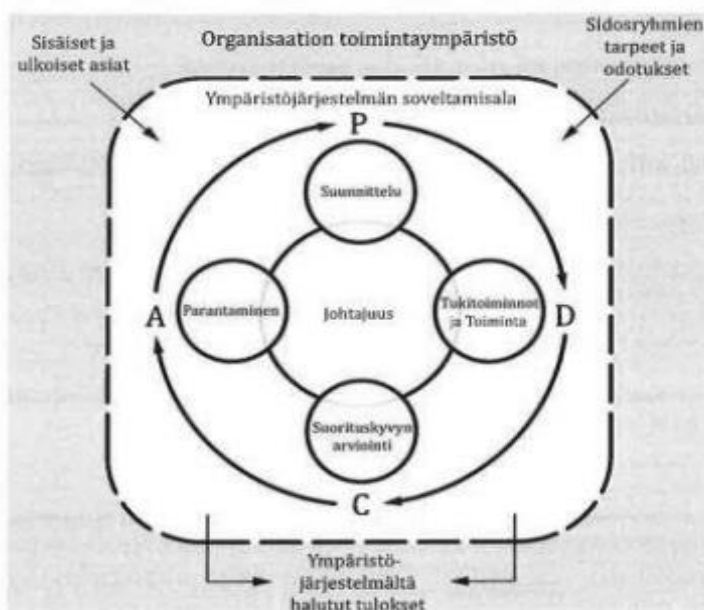 Sisäiset ja
ulkoiset asiat
Organisaation toimintaympäristö
Sidosryhmien
tarpeet ja
odotukset
Ympäristöjärjestelmän soveltamisala
P
Suunnittelu
A
Parantaminen
Johtajuus
Tukitoiminnot
ja Toiminta
D
Suorituskyvyn
arviointi
C
Ympäristö-
järjestelmältä
halutut tulokset